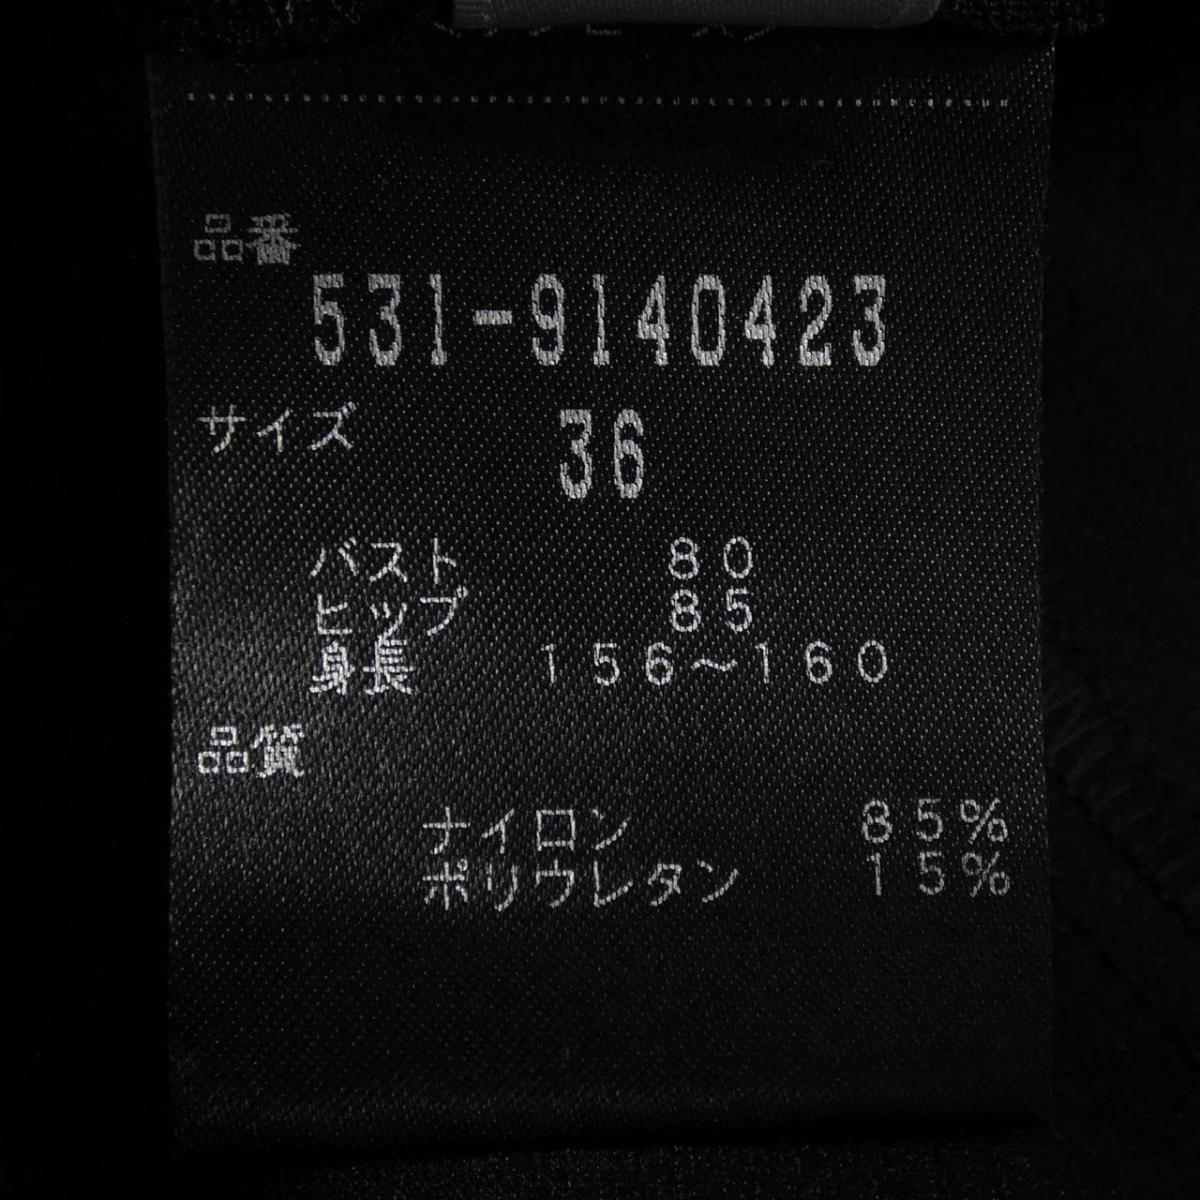 品番
531-9140423
サイズ 36
バスト 80
ヒップ 85
身長 156～160
品質
ナイロン 85%
ポリウレタン 15%